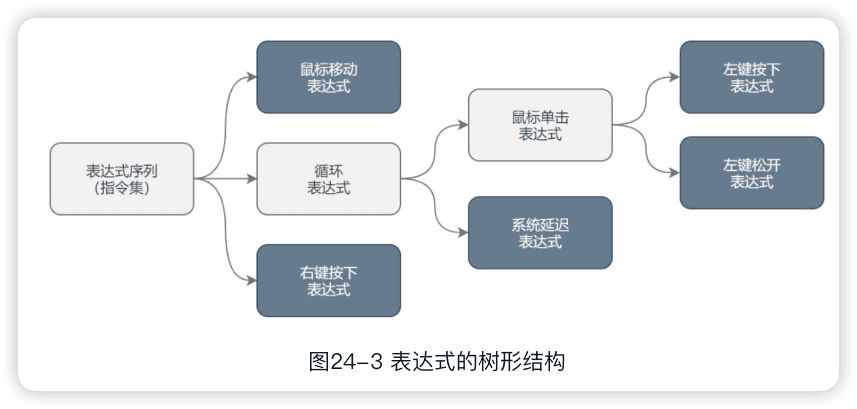 表达式序列
（指令集）
鼠标移动
表达式
循环
表达式
右键按下
表达式
鼠标单击
表达式
系统延迟
表达式
左键按下
表达式
左键松开
表达式
图24-3 表达式的树形结构